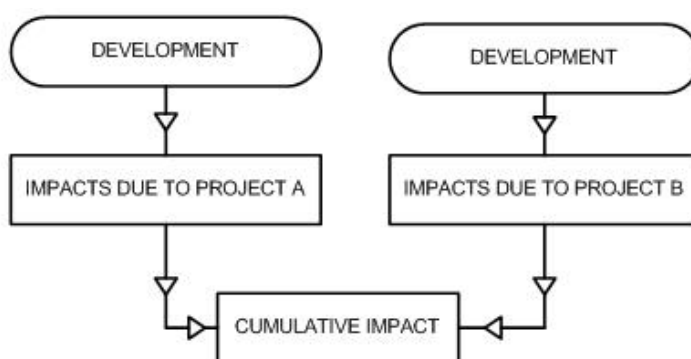 DEVELOPMENT
DEVELOPMENT
IMPACTS DUE TO PROJECT A
IMPACTS DUE TO PROJECT B
CUMULATIVE IMPACT